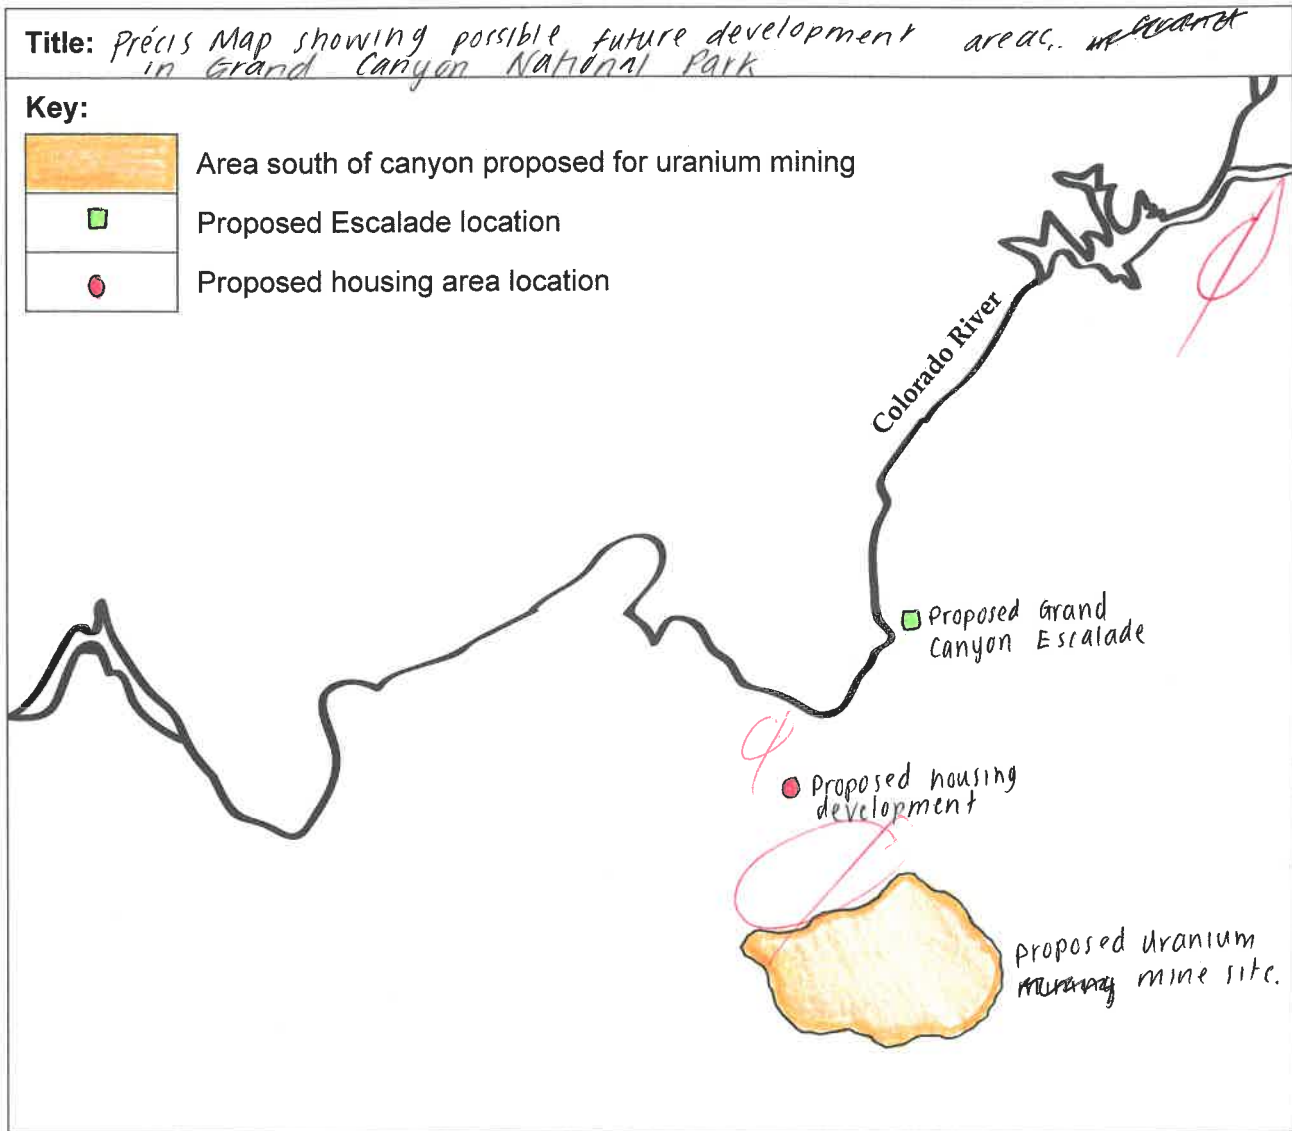 Title: Précis Map showing possible future development areas.
in Grand Canyon National Park
Key:
Area south of canyon proposed for uranium mining
Proposed Escalade location
Proposed housing area location
Colorado River
Proposed Grand
Canyon Escalade
Proposed housing
development
proposed Uranium
mine site.